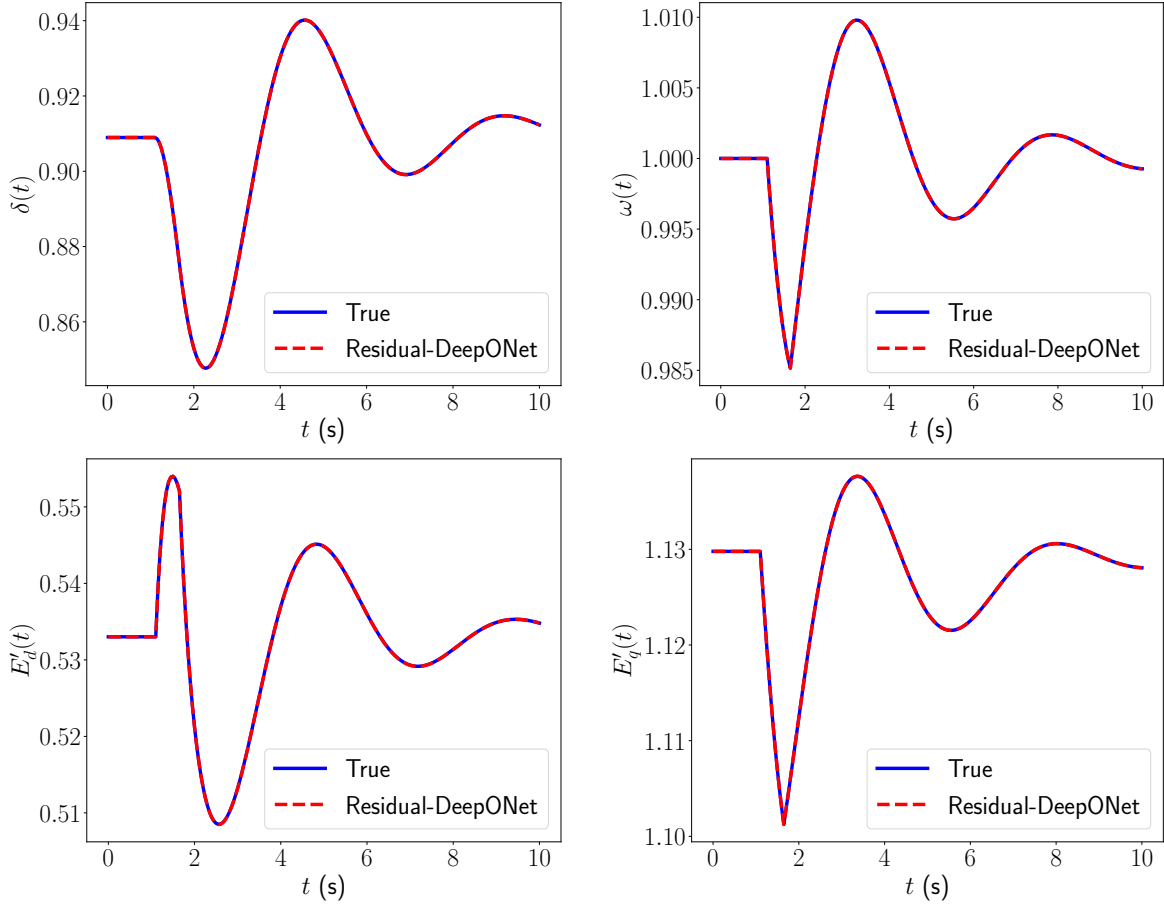 0.94
0.92
0.90
0.88
0.86
δ(t)
True
Residual-DeepONet
0 2 4 6 8 10
t (s)
1.010
1.005
1.000
0.995
0.990
0.985
ω(t)
True
Residual-DeepONet
0 2 4 6 8 10
t (s)
0.55
0.54
0.53
0.52
0.51
E′d(t)
True
Residual-DeepONet
0 2 4 6 8 10
t (s)
1.13
1.12
1.11
1.10
E′q(t)
True
Residual-DeepONet
0 2 4 6 8 10
t (s)